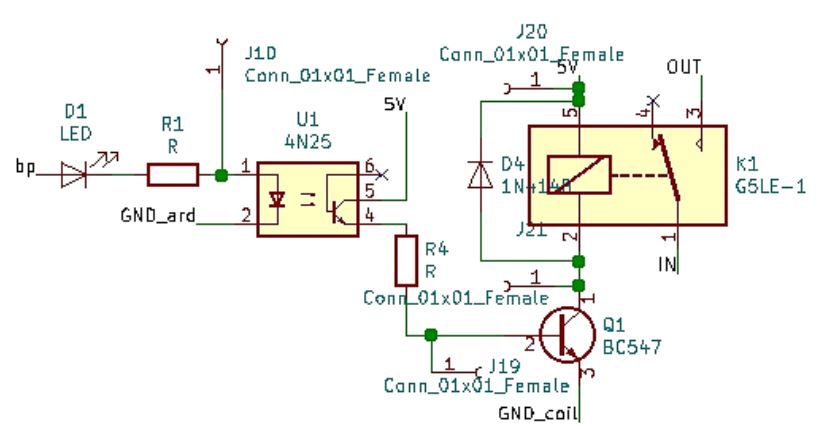 J20
Conn_01x01_Female
J10
Conn_01x01_Female
1
1
5V
OUT
D1
LED
R1
R
U1
4N25
5V
5
4
3
bp
1
6
5
2
4
GND_ard
D4
1N4148
K1
G5LE-1
R4
R
J21
2
1
IN
1
Conn_01x01_Female
1
Q1
BC547
2
1
J19
3
Conn_01x01_Female
GND_coil